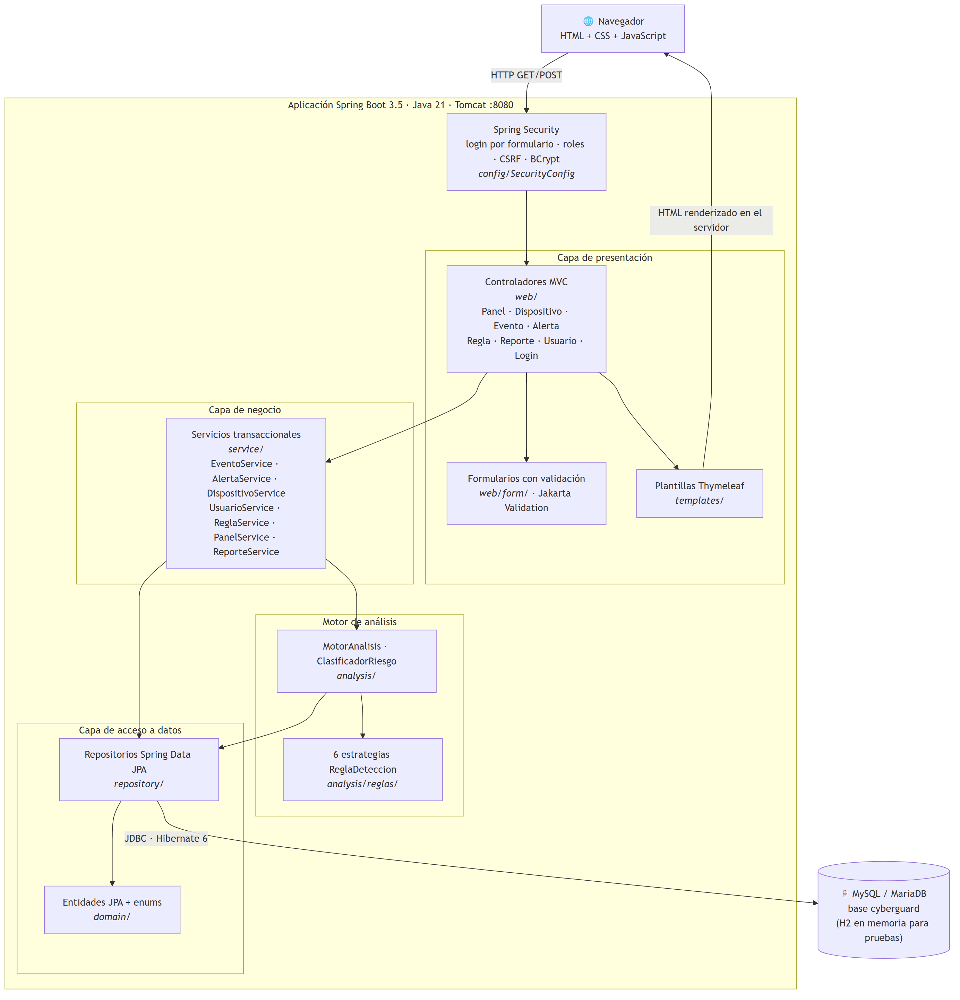 🌐 Navegador
HTML + CSS + JavaScript
HTTP GET/POST
Aplicación Spring Boot 3.5 · Java 21 · Tomcat :8080
Spring Security
login por formulario · roles
· CSRF · BCrypt
config/SecurityConfig
HTML renderizado en el
servidor
Capa de presentación
Controladores MVC
web/
Panel · Dispositivo ·
Evento · Alerta
Regla · Reporte · Usuario ·
Login
Capa de negocio
Servicios transaccionales
service/
EventoService ·
AlertaService ·
DispositivoService
UsuarioService ·
ReglaService ·
PanelService ·
ReporteService
Formularios con validación
web/form/ · Jakarta
Validation
Plantillas Thymeleaf
templates/
Motor de análisis
MotorAnalisis ·
ClasificadorRiesgo
analysis/
Capa de acceso a datos
Repositorios Spring Data
JPA
repository/
6 estrategias
ReglaDeteccion
analysis/reglas/
JDBC · Hibernate 6
Entidades JPA + enums
domain/
🗄 MySQL / MariaDB
base cyberguard
(H2 en memoria para
pruebas)